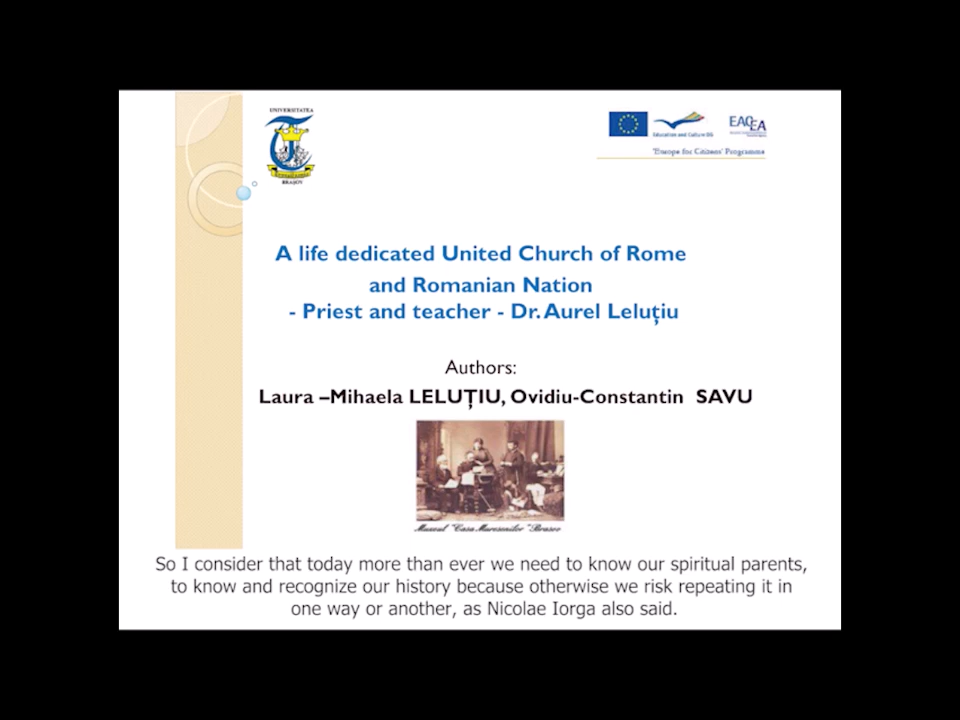 UNIVERSITATEA
BRAȘOV
Education and Culture DG
EACEA
'Europe for Citizens' Programme
A life dedicated United Church of Rome
and Romanian Nation
- Priest and teacher - Dr. Aurel Leluțiu
Authors:
Laura –Mihaela LELUȚIU, Ovidiu-Constantin SAVU
Muzeul "Casa Muresenilor" Brasov
So I consider that today more than ever we need to know our spiritual parents,
to know and recognize our history because otherwise we risk repeating it in
one way or another, as Nicolae Iorga also said.